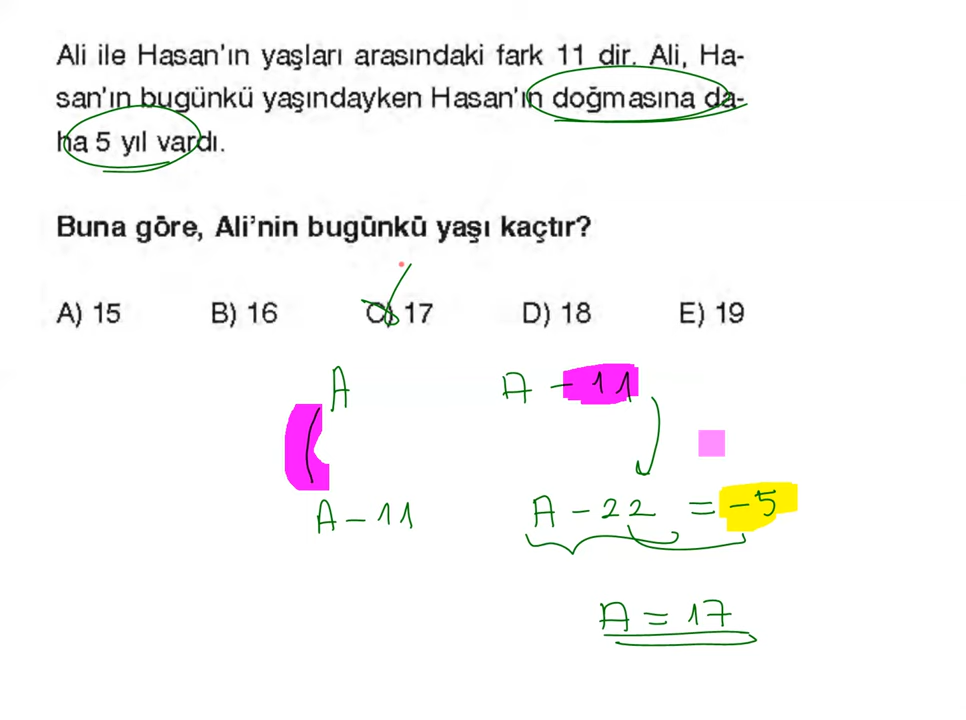 Ali ile Hasan'ın yaşları arasındaki fark 11 dir. Ali, Ha-
san'ın bugünkü yaşındayken Hasan'ın doğmasına da-
ha 5 yıl vardı.
Buna göre, Ali'nin bugünkü yaşı kaçtır?
A) 15 B) 16 C) 17 D) 18 E) 19
A A - 11
A - 11 A - 22 = -5
A = 17